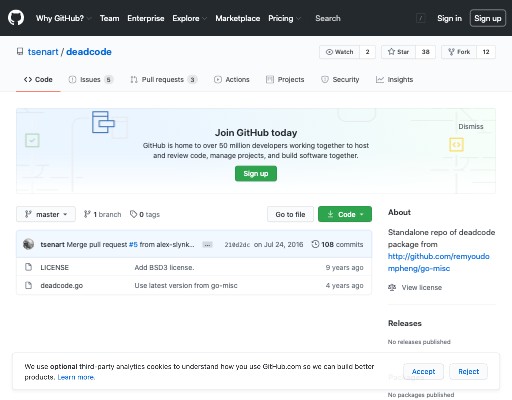 Why GitHub? Team Enterprise Explore Marketplace Pricing Search / Sign in Sign up
tsenart / deadcode
Watch 2 Star 38 Fork 12
Code Issues 5 Pull requests 3 Actions Projects Security Insights
Join GitHub today
Dismiss
GitHub is home to over 50 million developers working together to host
and review code, manage projects, and build software together.
Sign up
master 1 branch 0 tags Go to file Code
tsenart Merge pull request #5 from alex-slynk... ... 210d2dc on Jul 24, 2016 108 commits
LICENSE Add BSD3 license. 9 years ago
deadcode.go Use latest version from go-misc 4 years ago
About
Standalone repo of deadcode
package from
http://github.com/remyoudo
mpheng/go-misc
View license
Releases
No releases published
We use optional third-party analytics cookies to understand how you use GitHub.com so we can build better
products. Learn more.
Accept Reject
No packages published